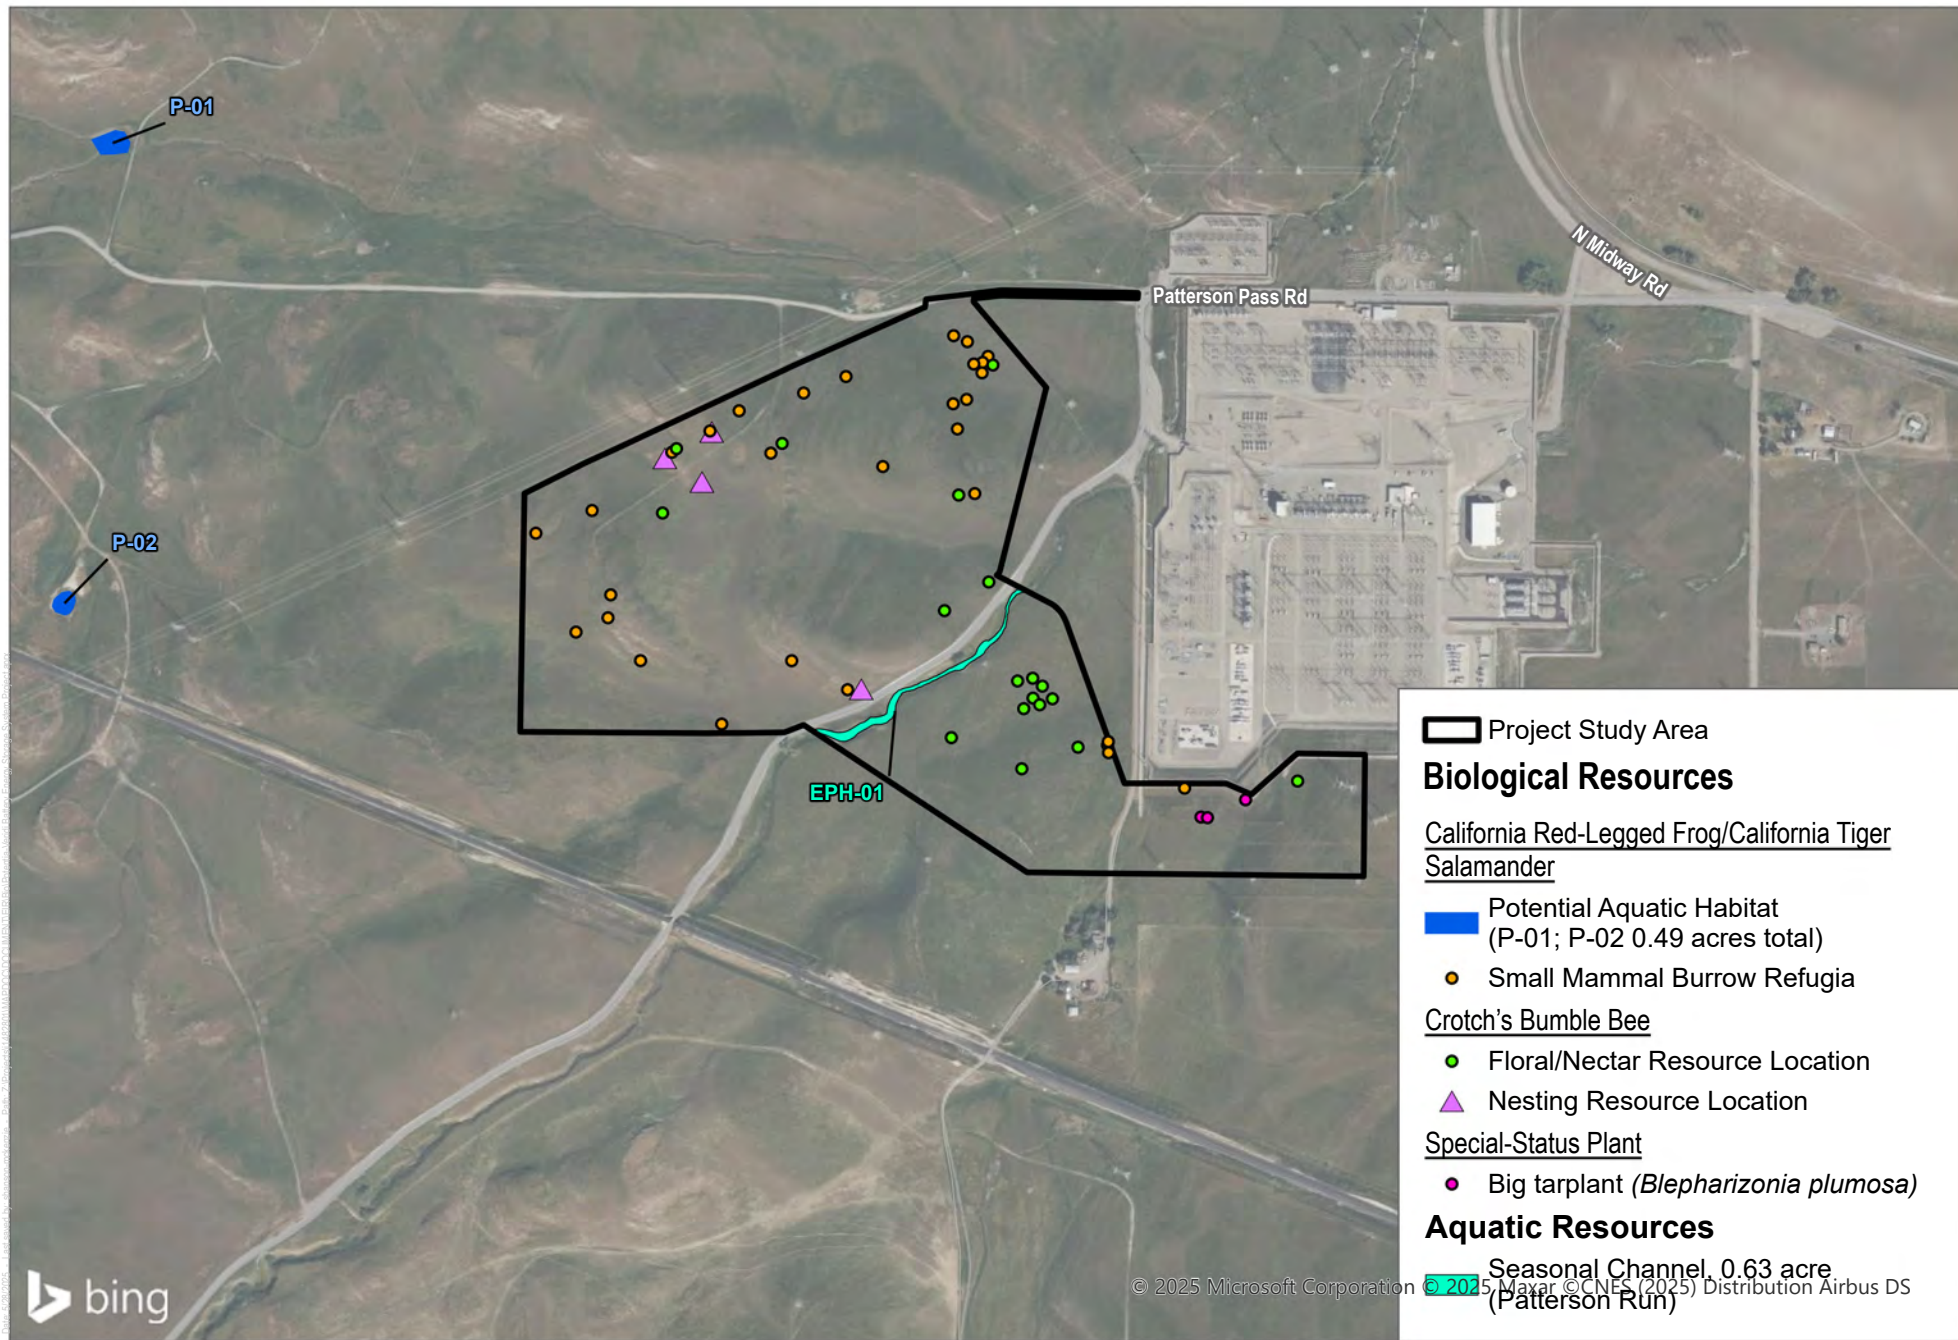 P-01
N Midway Rd
Patterson Pass Rd
P-02
EPH-01
Project Study Area
Biological Resources
California Red-Legged Frog/California Tiger
Salamander
Potential Aquatic Habitat
(P-01; P-02 0.49 acres total)
Small Mammal Burrow Refugia
Crotch's Bumble Bee
Floral/Nectar Resource Location
Nesting Resource Location
Special-Status Plant
Big tarplant (Blepharizonia plumosa)
Aquatic Resources
Seasonal Channel, 0.63 acre
(Patterson Run)
© 2025 Microsoft Corporation © 2025 Maxar ©CNES (2025) Distribution Airbus DS
bing